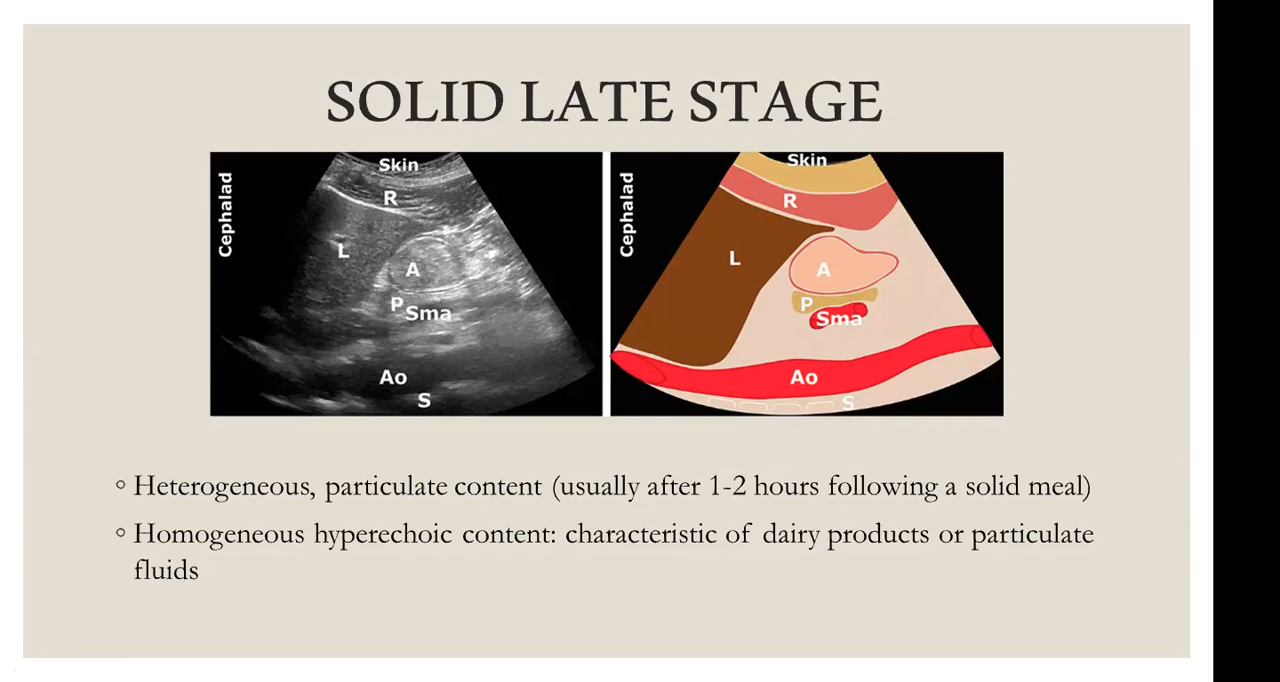 SOLID LATE STAGE
Cephalad
Skin
R
L
A
P
Sma
Ao
S
Cephalad
Skin
R
L
A
P
Sma
Ao
S
◦ Heterogeneous, particulate content (usually after 1-2 hours following a solid meal)
◦ Homogeneous hyperechoic content: characteristic of dairy products or particulate
fluids